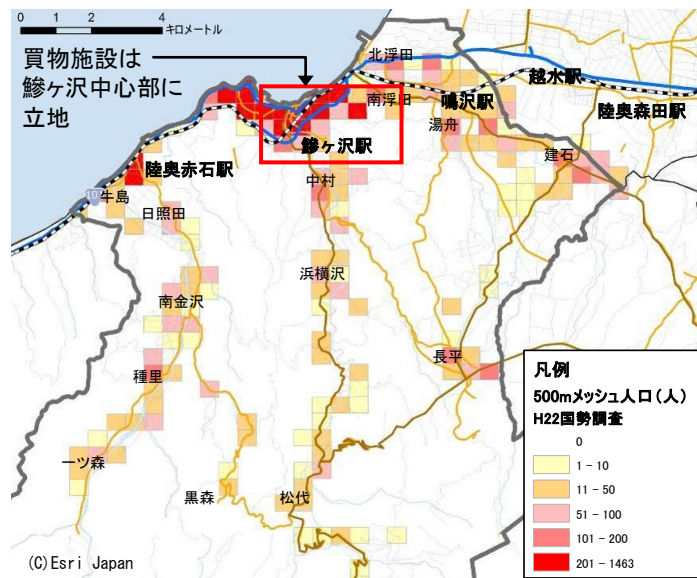 0 1 2 4
キロメートル
買物施設は
鰺ヶ沢中心部に
立地
北浮田
越水駅
南浮田
鳴沢駅
陸奥森田駅
湯舟
鰺ヶ沢駅
建石
陸奥赤石駅
中村
10
牛島
日照田
浜横沢
南金沢
長平
種里
一ツ森
黒森
松代
凡例
500mメッシュ人口(人)
H22国勢調査
0
1 - 10
11 - 50
51 - 100
101 - 200
201 - 1463
(C)Esri Japan